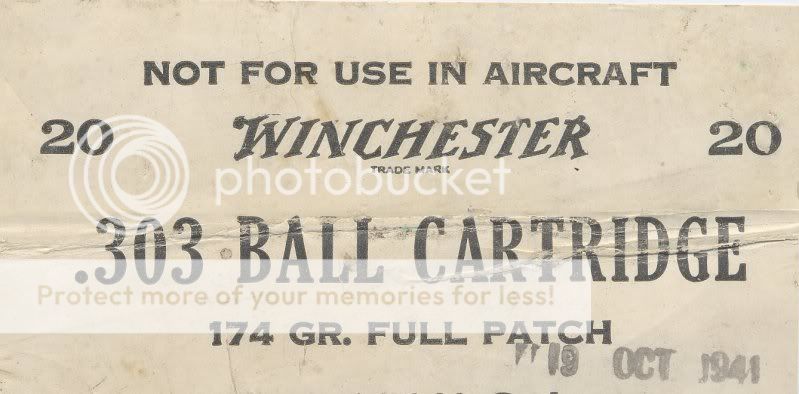 NOT FOR USE IN AIRCRAFT
20 WINCHESTER 20
TRADE MARK
photobucket
.303 BALL CARTRIDGE
Protect more of your memories for less!
174 GR. FULL PATCH
19 OCT 1941